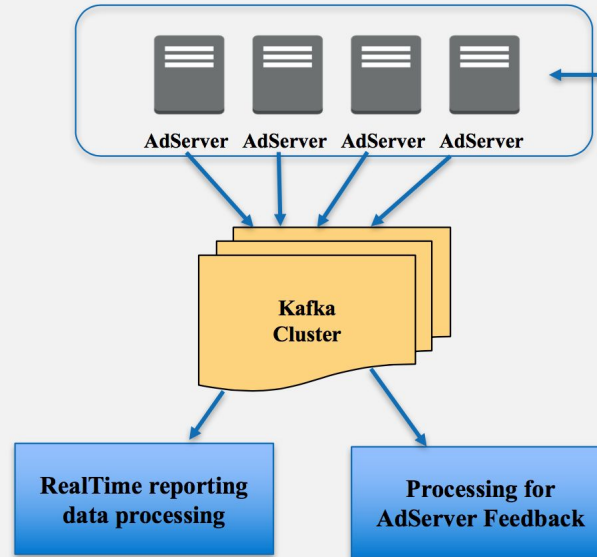 AdServer AdServer AdServer AdServer
Kafka
Cluster
RealTime reporting
data processing
Processing for
AdServer Feedback